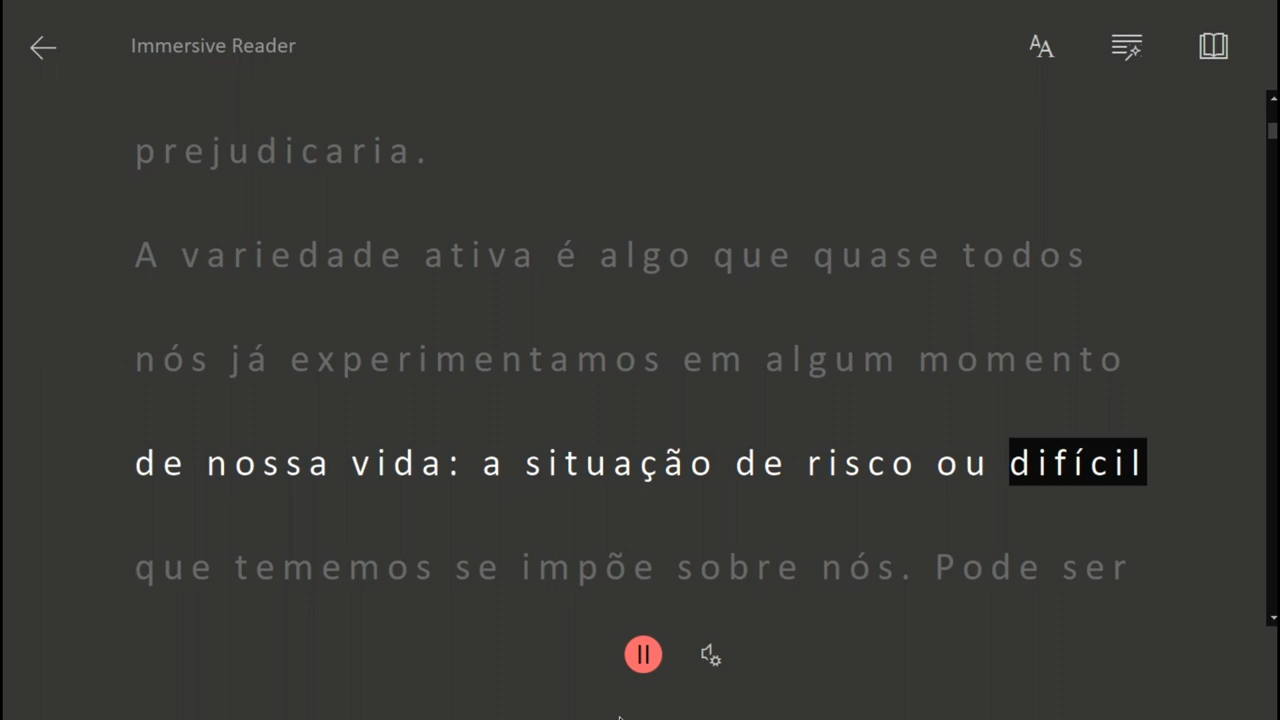 Immersive Reader
prejudicaria.
A variedade ativa é algo que quase todos
nós já experimentamos em algum momento
de nossa vida: a situação de risco ou difícil
que tememos se impõe sobre nós. Pode ser